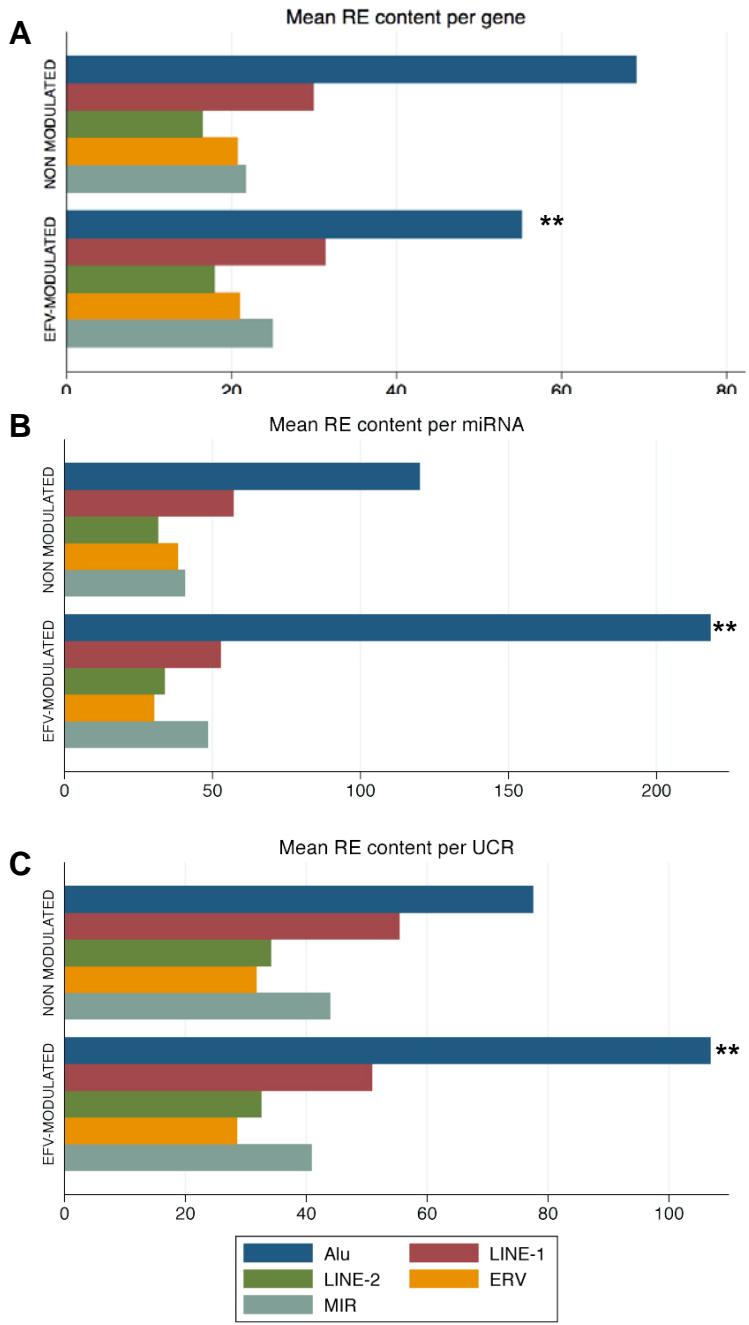 A
Mean RE content per gene
NON MODULATED
EFV-MODULATED
**
0 20 40 60 80
B
Mean RE content per miRNA
NON MODULATED
EFV-MODULATED
**
0 50 100 150 200
C
Mean RE content per UCR
NON MODULATED
EFV-MODULATED
**
0 20 40 60 80 100
Alu LINE-1
LINE-2 ERV
MIR